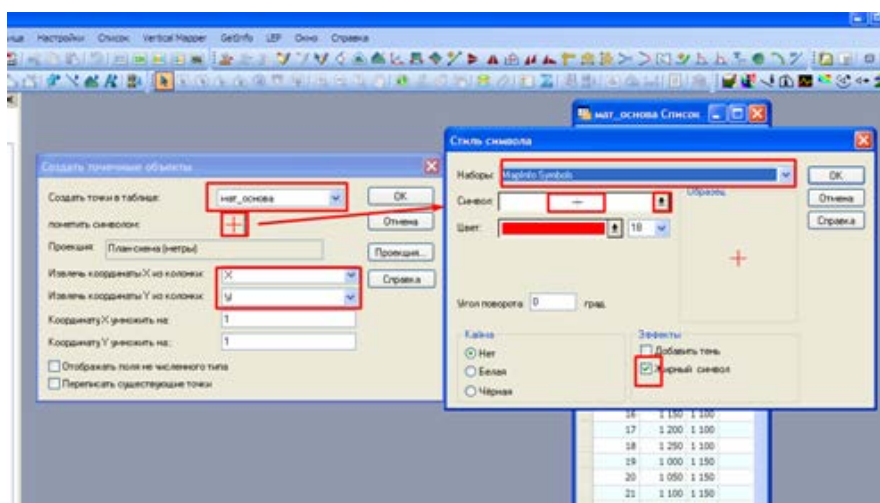 Настройки Список Vertical Mapper GetInfo LEP Окно Справка
мат_основа Список
Создать точечные объекты
Создать точки в таблице: мат_основа OK
пометить символом: Отмена
Проекция: План-схема (метры) Проекция...
Извлечь координаты X из колонки: X Справка
Извлечь координаты Y из колонки: y
Координату X умножить на: 1
Координату Y умножить на: 1
Отображать поля не численного типа
Переписать существующие точки
Стиль символа
Наборы: MapInfo Symbols OK
Символ: Образец Отмена
Цвет: 18 Справка
Угол поворота: 0 град.
Кайма
Нет
Белая
Чёрная
Эффекты
Добавить тень
Жирный символ
16 1 150 1 100
17 1 200 1 100
18 1 250 1 100
19 1 000 1 150
20 1 050 1 150
21 1 100 1 150